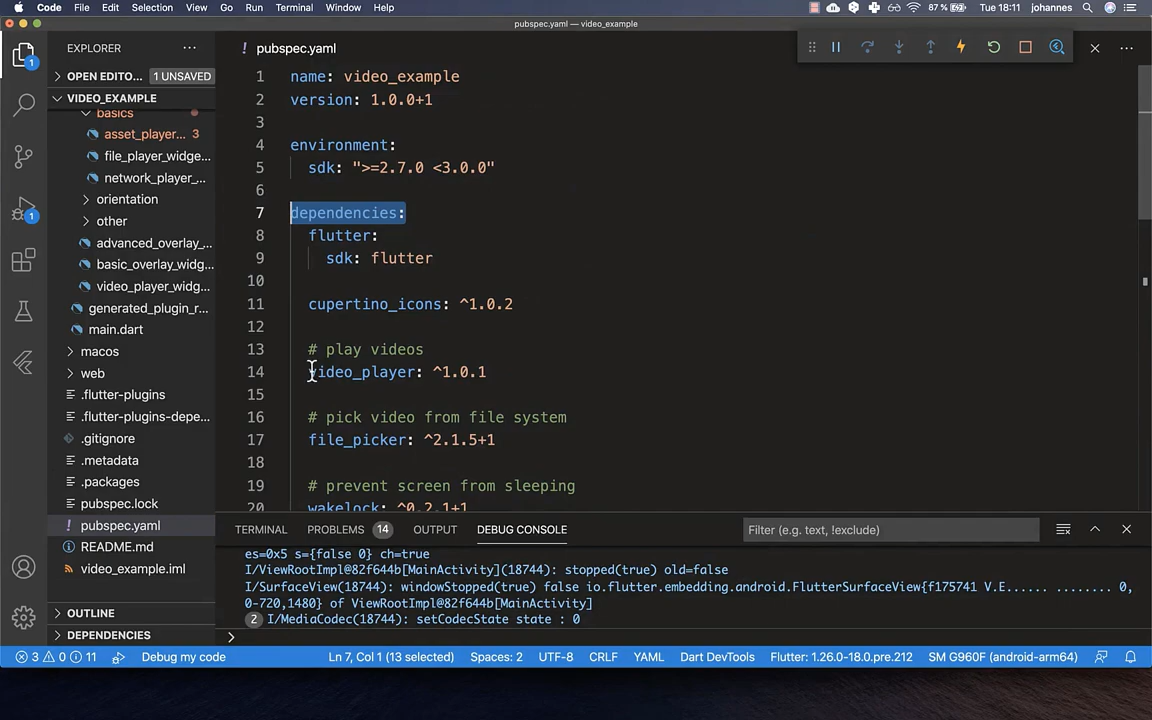 Code File Edit Selection View Go Run Terminal Window Help 87 % Tue 18:11 johannes
pubspec.yaml — video_example
EXPLORER
OPEN EDITO... 1 UNSAVED
VIDEO_EXAMPLE
basics
asset_player... 3
file_player_widge...
network_player_...
orientation
other
advanced_overlay_...
basic_overlay_widg...
video_player_widg...
generated_plugin_r...
main.dart
macos
web
.flutter-plugins
.flutter-plugins-depe...
.gitignore
.metadata
.packages
pubspec.lock
! pubspec.yaml
README.md
video_example.iml
OUTLINE
DEPENDENCIES
1
1
! pubspec.yaml
1 name: video_example
2 version: 1.0.0+1
3
4 environment:
5 sdk: ">=2.7.0 <3.0.0"
6
7 dependencies:
8 flutter:
9 sdk: flutter
10
11 cupertino_icons: ^1.0.2
12
13 # play videos
14 video_player: ^1.0.1
15
16 # pick video from file system
17 file_picker: ^2.1.5+1
18
19 # prevent screen from sleeping
20 wakelock: ^0.2.1+1
TERMINAL PROBLEMS 14 OUTPUT DEBUG CONSOLE Filter (e.g. text, !exclude)
es=0x5 s={false 0} ch=true
I/ViewRootImpl@82f644b[MainActivity](18744): stopped(true) old=false
I/SurfaceView(18744): windowStopped(true) false io.flutter.embedding.android.FlutterSurfaceView{f175741 V.E...... ........ 0,
0-720,1480} of ViewRootImpl@82f644b[MainActivity]
2 I/MediaCodec(18744): setCodecState state : 0
>
3 0 11 Debug my code Ln 7, Col 1 (13 selected) Spaces: 2 UTF-8 CRLF YAML Dart DevTools Flutter: 1.26.0-18.0.pre.212 SM G960F (android-arm64)